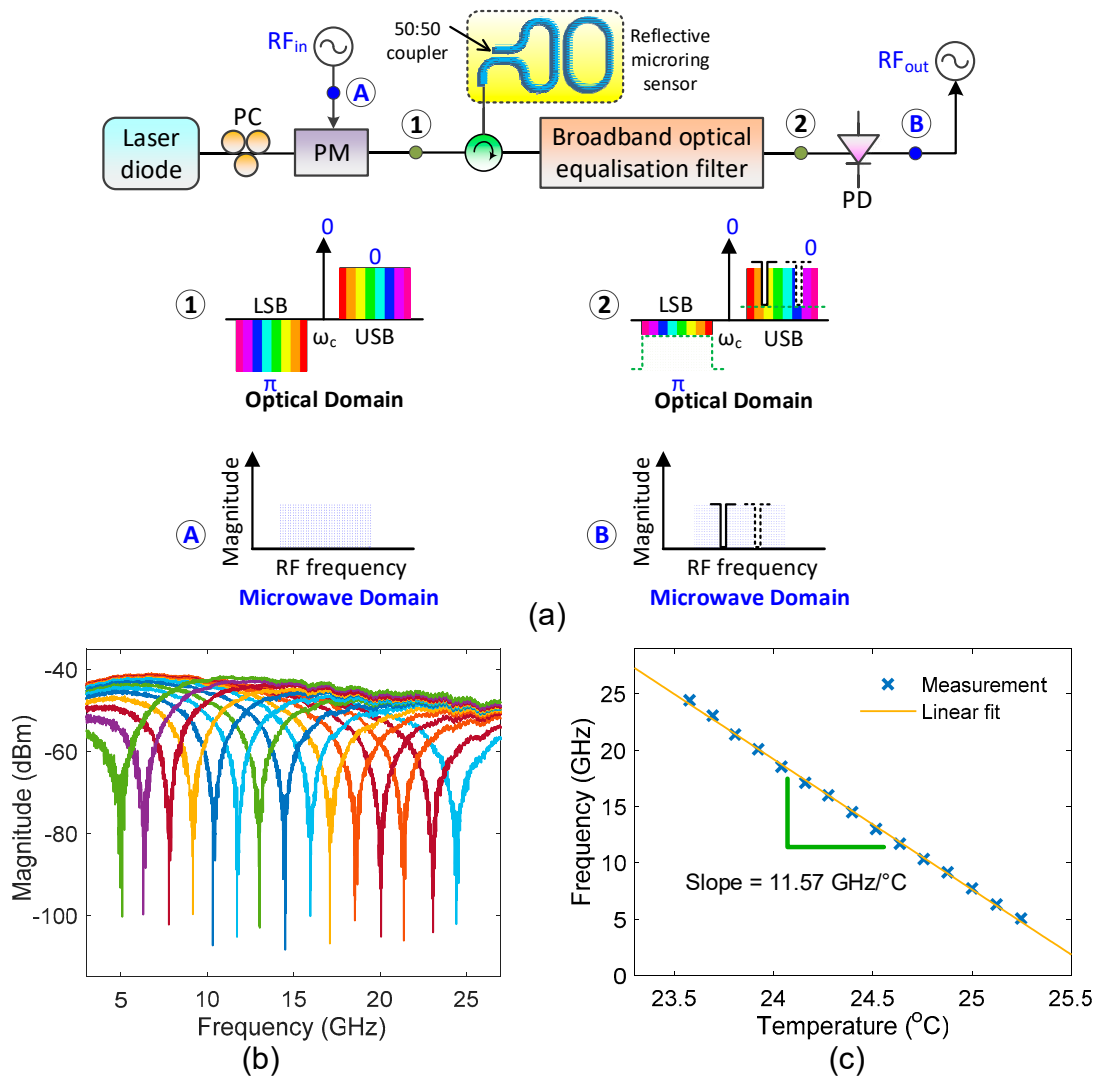 RFin
A
50:50
coupler
Reflective
microring
sensor
RFout
Laser
diode
PC
PM
1
Broadband optical
equalisation filter
2
PD
B
0
0
1
LSB
ωc
USB
π
Optical Domain
0
0
2
LSB
ωc
USB
π
Optical Domain
Magnitude
A
RF frequency
Microwave Domain
Magnitude
B
RF frequency
Microwave Domain
(a)
-40
-60
-80
-100
Magnitude (dBm)
5
10
15
20
25
Frequency (GHz)
(b)
25
20
15
10
5
0
Frequency (GHz)
Measurement
Linear fit
Slope = 11.57 GHz/°C
23.5
24
24.5
25
25.5
Temperature (°C)
(c)